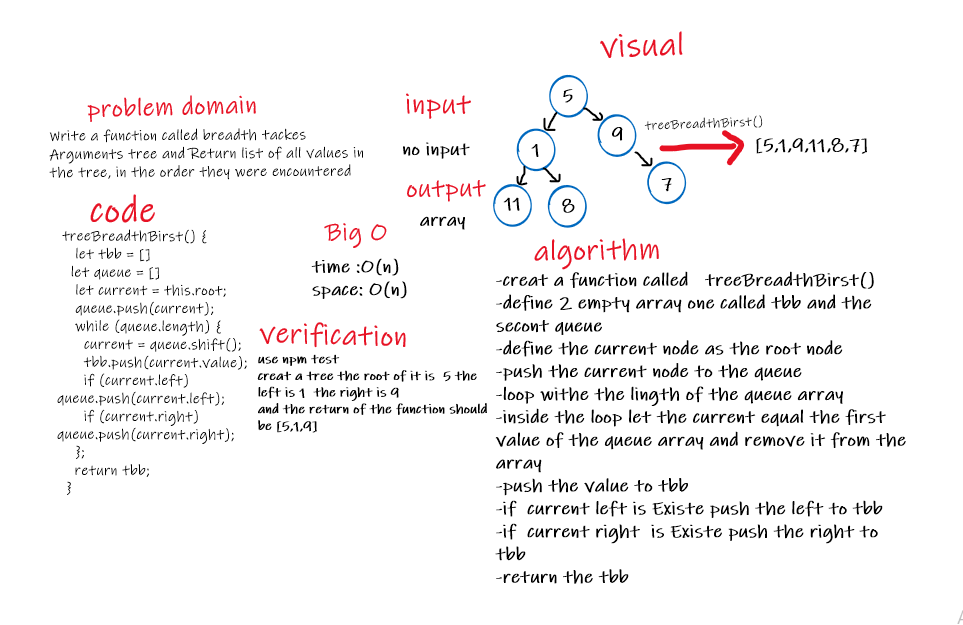 visual
problem domain
Write a function called breadth tackes
Arguments tree and Return list of all values in
the tree, in the order they were encountered
input
no input
output
array
5
1
9
11
8
7
treeBreadthBirst()
[5,1,9,11,8,7]
code
treeBreadthBirst() {
let tbb = []
let queue = []
let current = this.root;
queue.push(current);
while (queue.length) {
current = queue.shift();
tbb.push(current.value);
if (current.left)
queue.push(current.left);
if (current.right)
queue.push(current.right);
};
return tbb;
}
Big O
time :O(n)
space: O(n)
verification
use npm test
creat a tree the root of it is 5 the
left is 1 the right is 9
and the return of the function should
be [5,1,9]
algorithm
-creat a function called treeBreadthBirst()
-define 2 empty array one called tbb and the
secont queue
-define the current node as the root node
-push the current node to the queue
-loop withe the lingth of the queue array
-inside the loop let the current equal the first
value of the queue array and remove it from the
array
-push the value to tbb
-if current left is Existe push the left to tbb
-if current right is Existe push the right to
tbb
-return the tbb